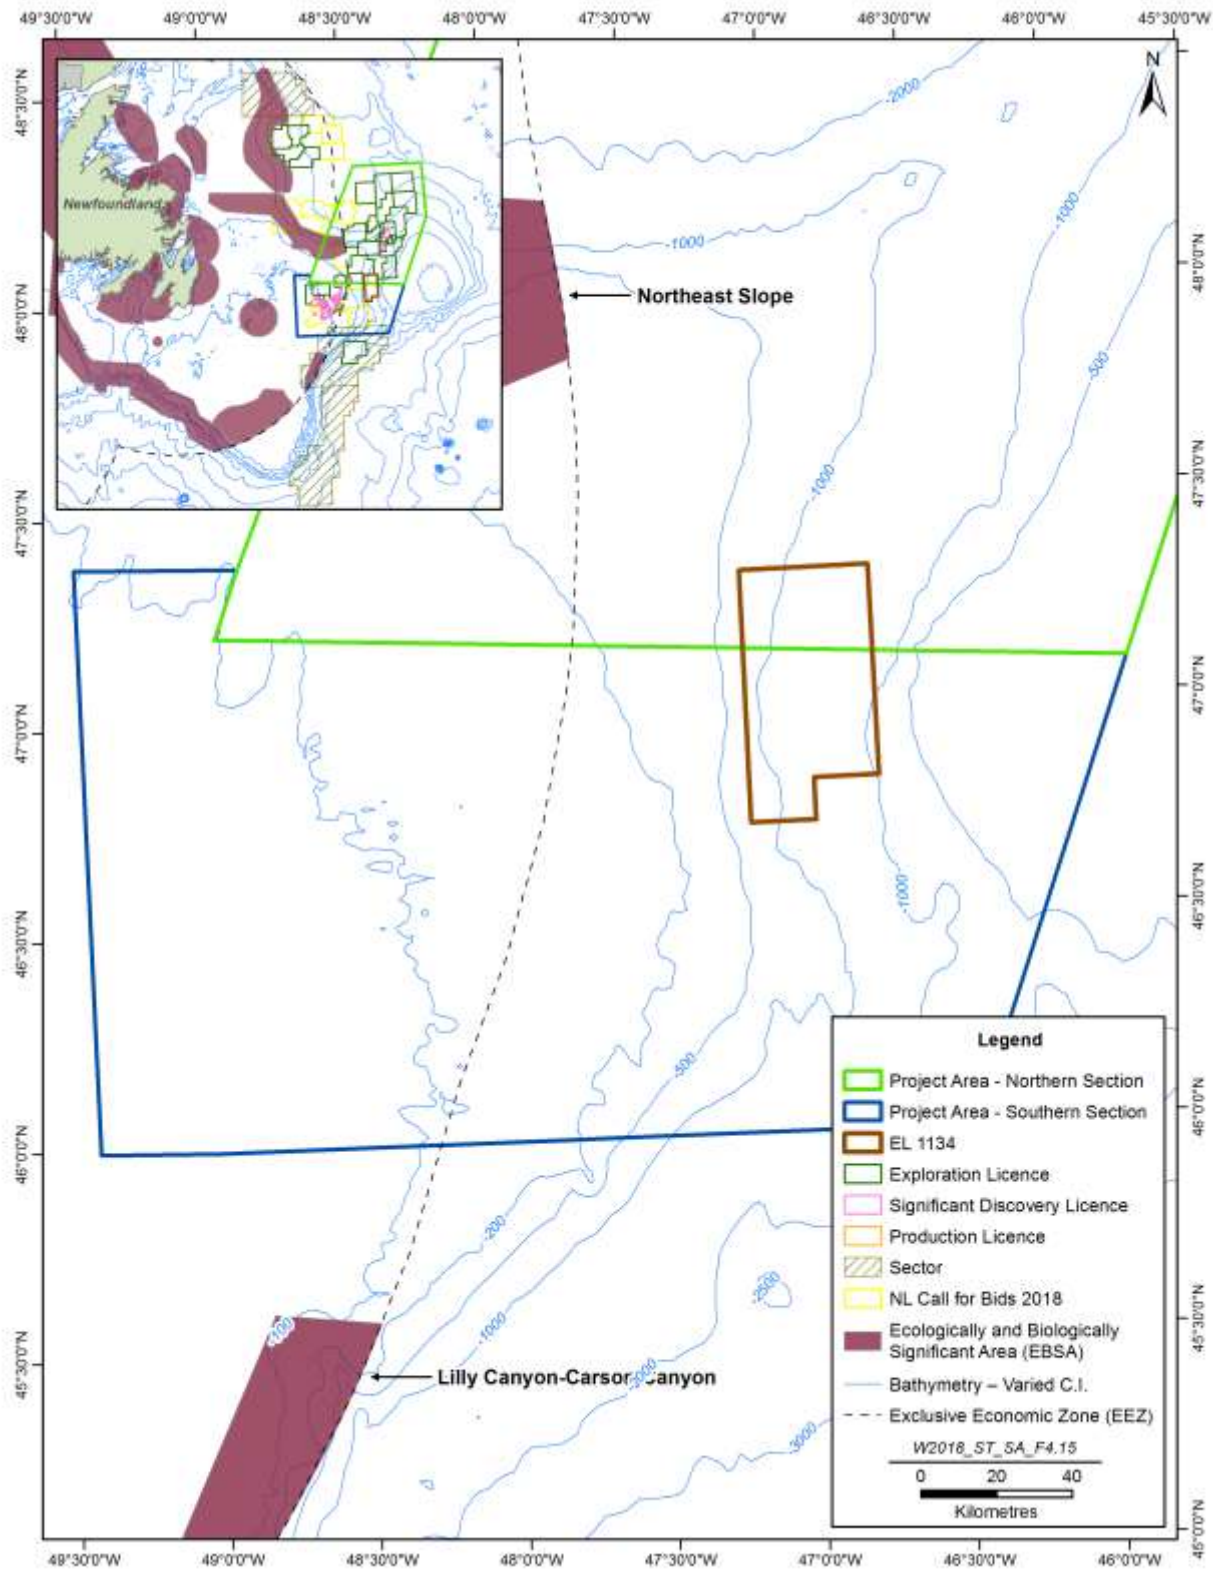 49°30'0"W 49°0'0"W 48°30'0"W 48°0'0"W 47°30'0"W 47°0'0"W 46°30'0"W 46°0'0"W 45°30'0"W
N
48°30'0"N
-2000
Newfoundland
-1000
-1000
48°0'0"N
Northeast Slope
48°0'0"N
-500
47°30'0"N
-1000
47°30'0"N
47°0'0"N
47°0'0"N
-1000
46°30'0"N
46°30'0"N
-500
46°0'0"N
46°0'0"N
-200
-2500
-1000
-100
45°30'0"N
45°30'0"N
Lilly Canyon-Carson Canyon
-2000
-3000
45°0'0"N
Legend
Project Area - Northern Section
Project Area - Southern Section
EL 1134
Exploration Licence
Significant Discovery Licence
Production Licence
Sector
NL Call for Bids 2018
Ecologically and Biologically
Significant Area (EBSA)
Bathymetry – Varied C.I.
Exclusive Economic Zone (EEZ)
W2018_ST_SA_F4.15
0 20 40
Kilometres
49°30'0"W 49°0'0"W 48°30'0"W 48°0'0"W 47°30'0"W 47°0'0"W 46°30'0"W 46°0'0"W